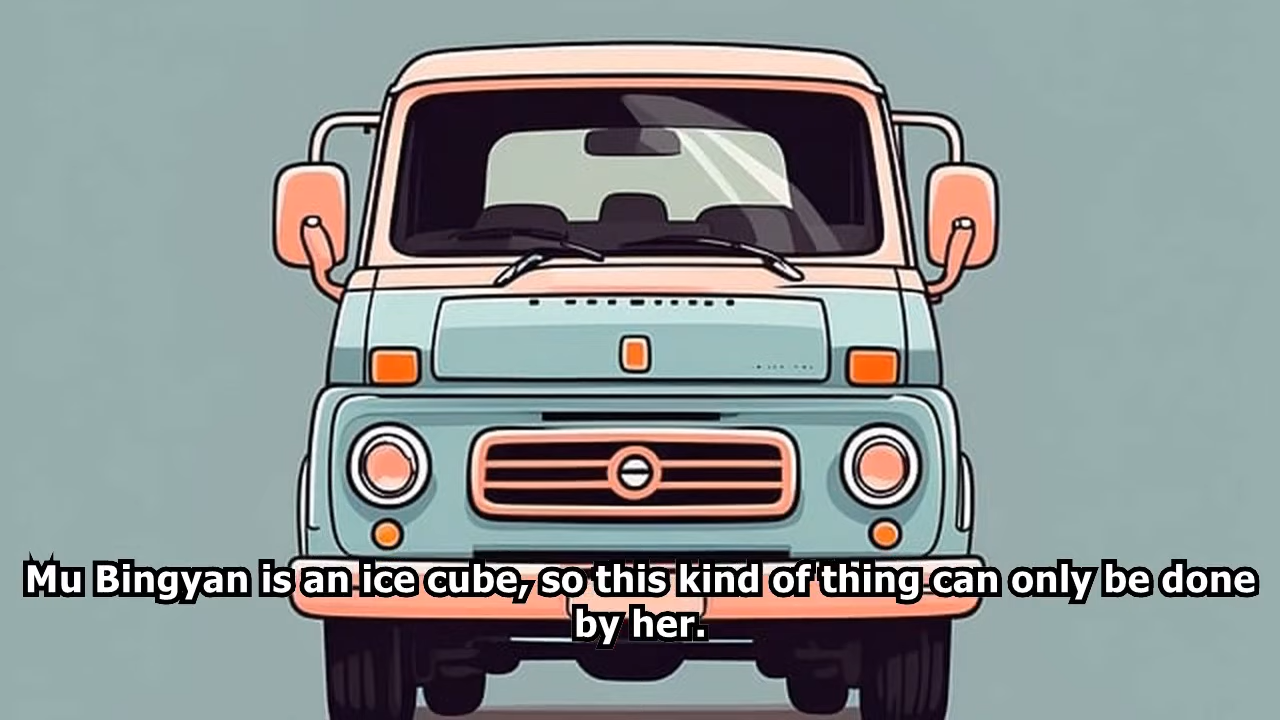 Mu Bingyan is an ice cube, so this kind of thing can only be done
by her.